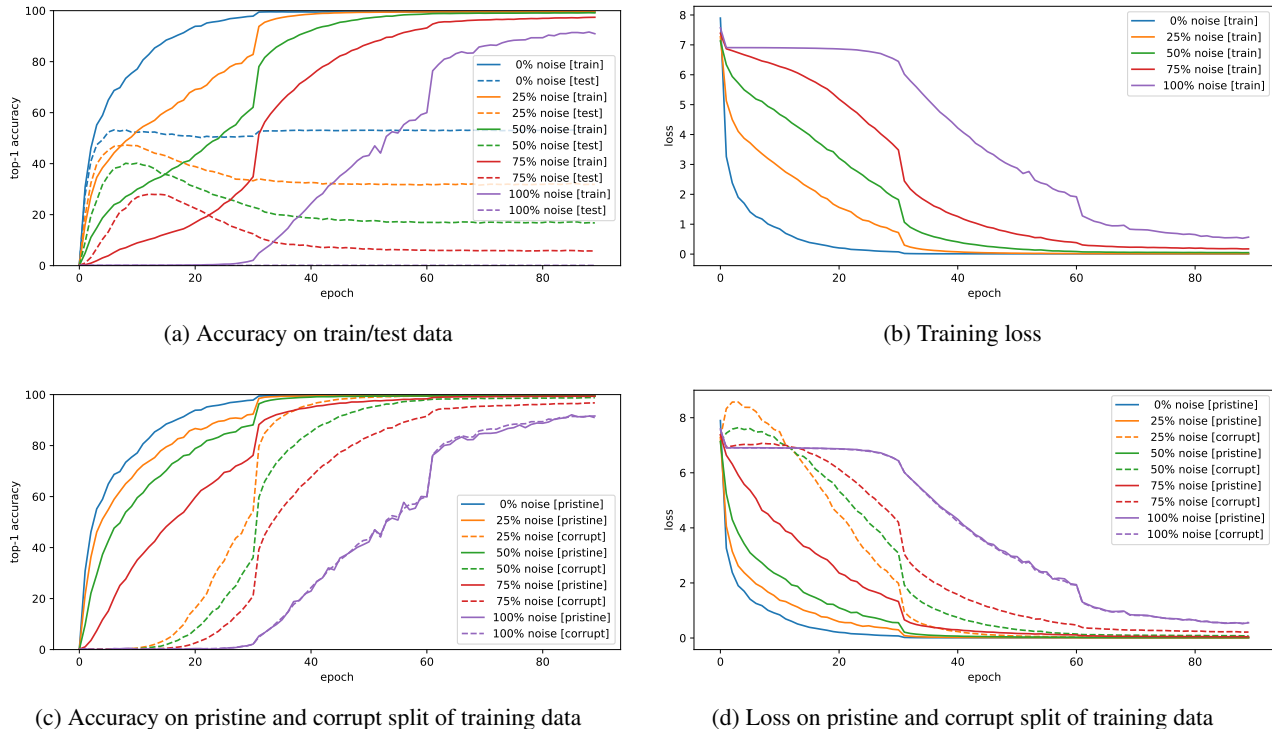 100
80
60
40
20
0
top-1 accuracy
0% noise [train]
0% noise [test]
25% noise [train]
25% noise [test]
50% noise [train]
50% noise [test]
75% noise [train]
75% noise [test]
100% noise [train]
100% noise [test]
0 20 40 60 80
epoch
(a) Accuracy on train/test data
8
7
6
5
4
3
2
1
0
loss
0% noise [train]
25% noise [train]
50% noise [train]
75% noise [train]
100% noise [train]
0 20 40 60 80
epoch
(b) Training loss
100
80
60
40
20
0
top-1 accuracy
0% noise [pristine]
25% noise [pristine]
25% noise [corrupt]
50% noise [pristine]
50% noise [corrupt]
75% noise [pristine]
75% noise [corrupt]
100% noise [pristine]
100% noise [corrupt]
0 20 40 60 80
epoch
(c) Accuracy on pristine and corrupt split of training data
8
6
4
2
0
loss
0% noise [pristine]
25% noise [pristine]
25% noise [corrupt]
50% noise [pristine]
50% noise [corrupt]
75% noise [pristine]
75% noise [corrupt]
100% noise [pristine]
100% noise [corrupt]
0 20 40 60 80
epoch
(d) Loss on pristine and corrupt split of training data